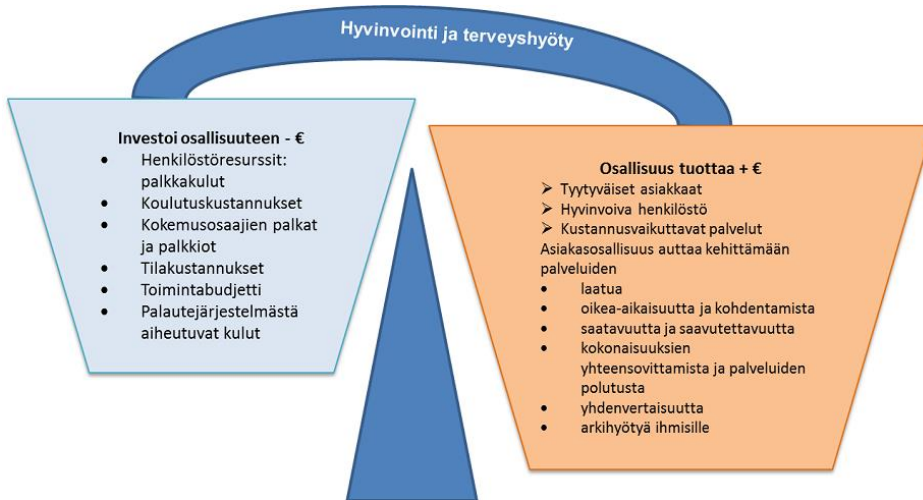 Hyvinvointi ja terveyshyöty
Investoi osallisuuteen - €
• Henkilöstöresurssit:
palkkakulut
• Koulutuskustannukset
• Kokemusosaajien palkat
ja palkkiot
• Tilakustannukset
• Toimintabudjetti
• Palautejärjestelmästä
aiheutuvat kulut
Osallisuus tuottaa + €
➢ Tyytyväiset asiakkaat
➢ Hyvinvoiva henkilöstö
➢ Kustannusvaikuttavat palvelut
Asiakasosallisuus auttaa kehittämään
palveluiden
• laatua
• oikea-aikaisuutta ja kohdentamista
• saatavuutta ja saavutettavuutta
• kokonaisuuksien
yhteensovittamista ja palveluiden
polutusta
• yhdenvertaisuutta
• arkihyötyä ihmisille